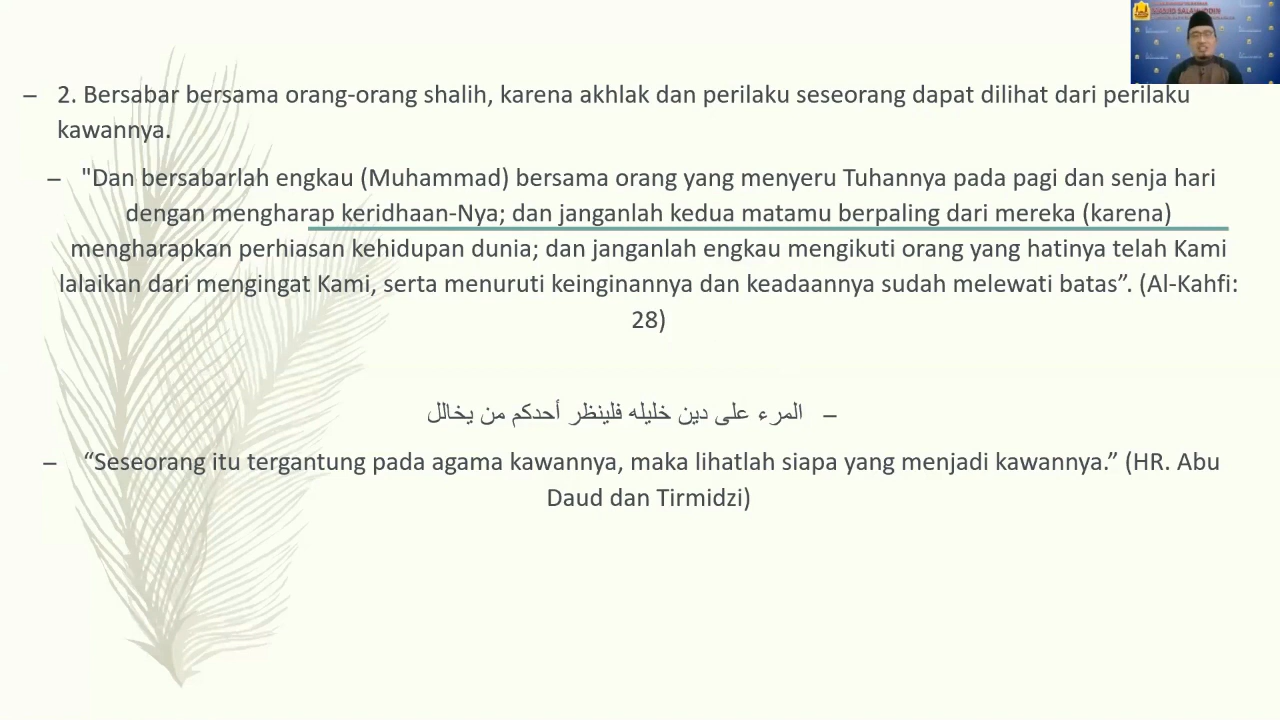 – 2. Bersabar bersama orang-orang shalih, karena akhlak dan perilaku seseorang dapat dilihat dari perilaku
kawannya.
– "Dan bersabarlah engkau (Muhammad) bersama orang yang menyeru Tuhannya pada pagi dan senja hari
dengan mengharap keridhaan-Nya; dan janganlah kedua matamu berpaling dari mereka (karena)
mengharapkan perhiasan kehidupan dunia; dan janganlah engkau mengikuti orang yang hatinya telah Kami
lalaikan dari mengingat Kami, serta menuruti keinginannya dan keadaannya sudah melewati batas”. (Al-Kahfi:
28)
– المرء على دين خليله فلينظر أحدكم من يخالل
– “Seseorang itu tergantung pada agama kawannya, maka lihatlah siapa yang menjadi kawannya.” (HR. Abu
Daud dan Tirmidzi)